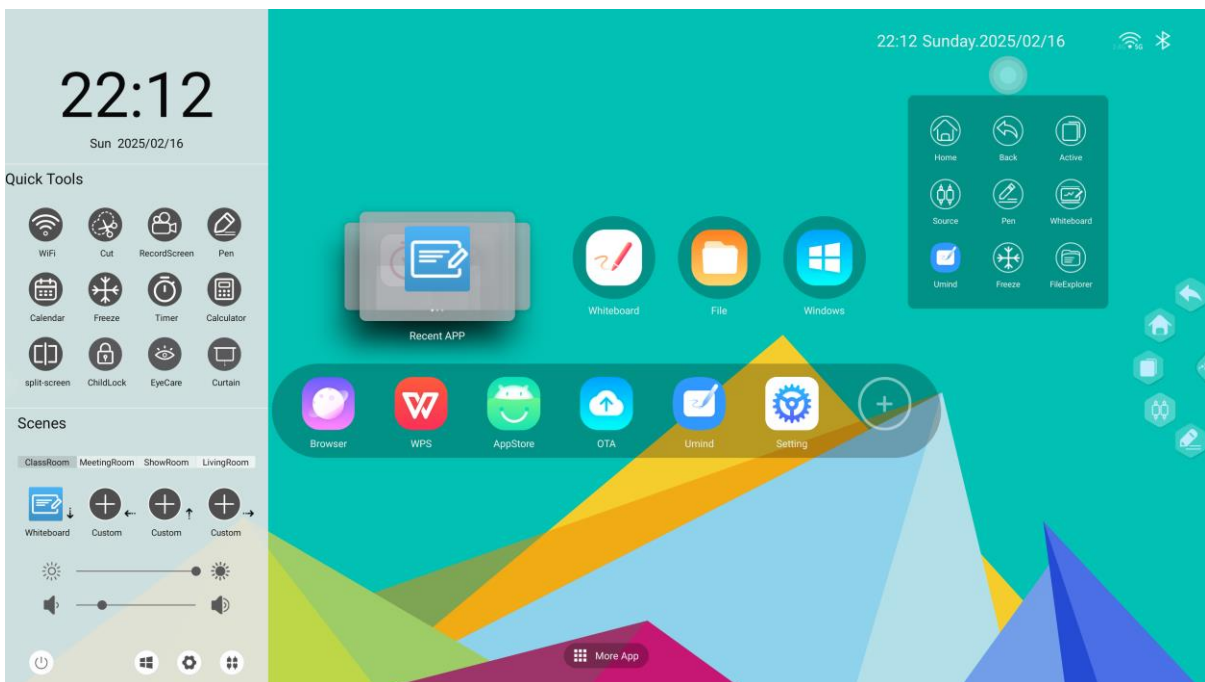 22:12
Sun 2025/02/16
Quick Tools
WiFi Cut RecordScreen Pen
Calendar Freeze Timer Calculator
split-screen ChildLock EyeCare Curtain
Scenes
ClassRoom MeetingRoom ShowRoom LivingRoom
Whiteboard Custom Custom Custom
22:12 Sunday.2025/02/16
5G
Home Back Active
Source Pen Whiteboard
Umind Freeze FileExplorer
Recent APP
Whiteboard File Windows
Browser WPS AppStore OTA Umind Setting
More App